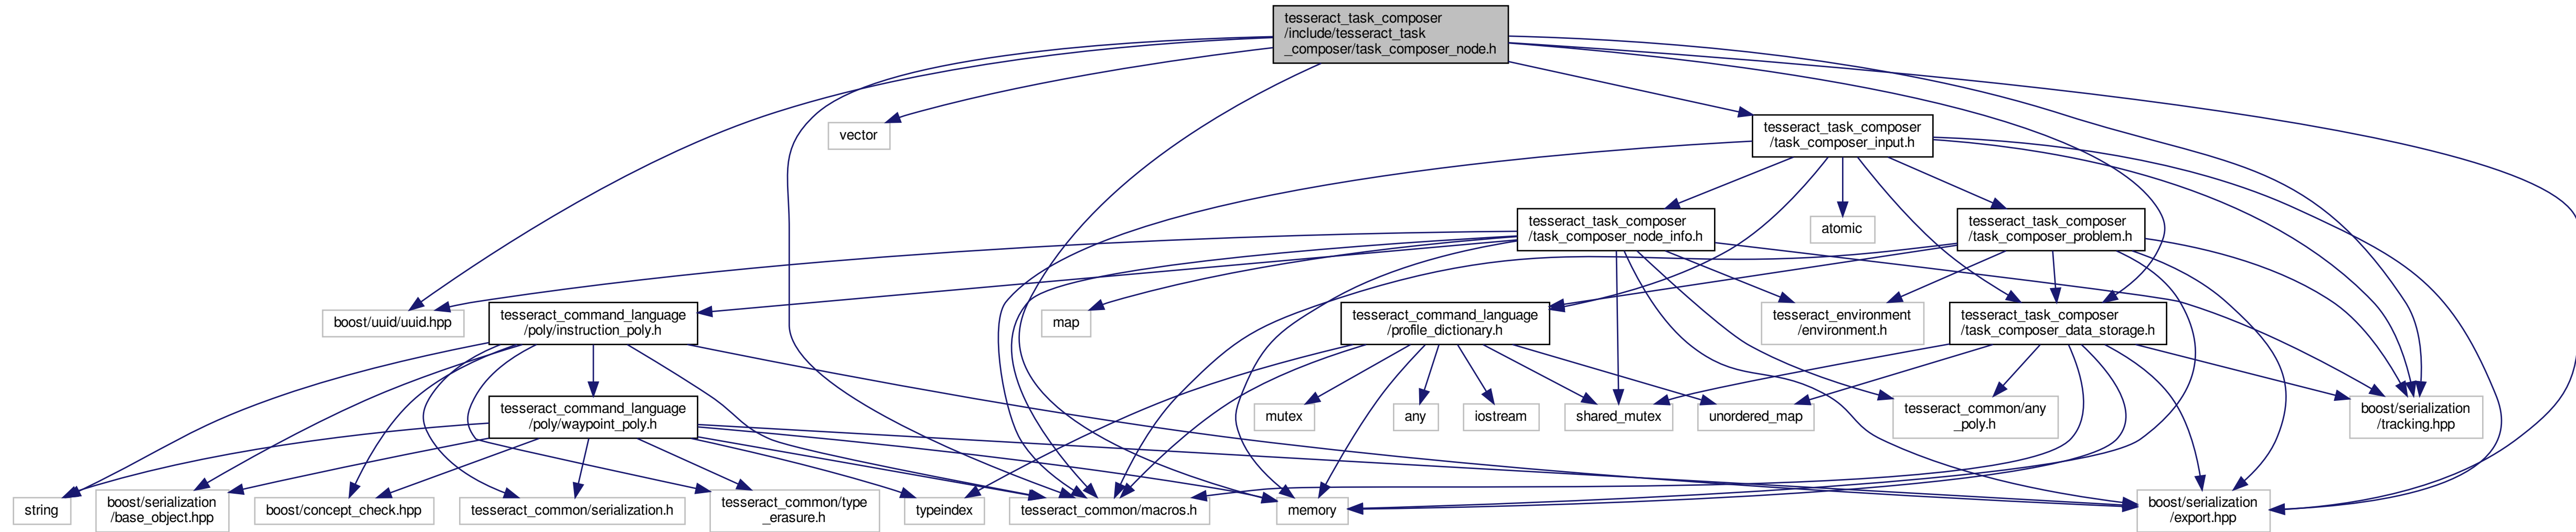 tesseract_task_composer
/include/tesseract_task
_composer/task_composer_node.h
vector
tesseract_task_composer
/task_composer_input.h
tesseract_task_composer
/task_composer_node_info.h
atomic
tesseract_task_composer
/task_composer_problem.h
boost/uuid/uuid.hpp
tesseract_command_language
/poly/instruction_poly.h
map
tesseract_command_language
/profile_dictionary.h
tesseract_environment
/environment.h
tesseract_task_composer
/task_composer_data_storage.h
tesseract_command_language
/poly/waypoint_poly.h
mutex
any
iostream
shared_mutex
unordered_map
tesseract_common/any
_poly.h
boost/serialization
/tracking.hpp
string
boost/serialization
/base_object.hpp
boost/concept_check.hpp
tesseract_common/serialization.h
tesseract_common/type
_erasure.h
typeindex
tesseract_common/macros.h
memory
boost/serialization
/export.hpp